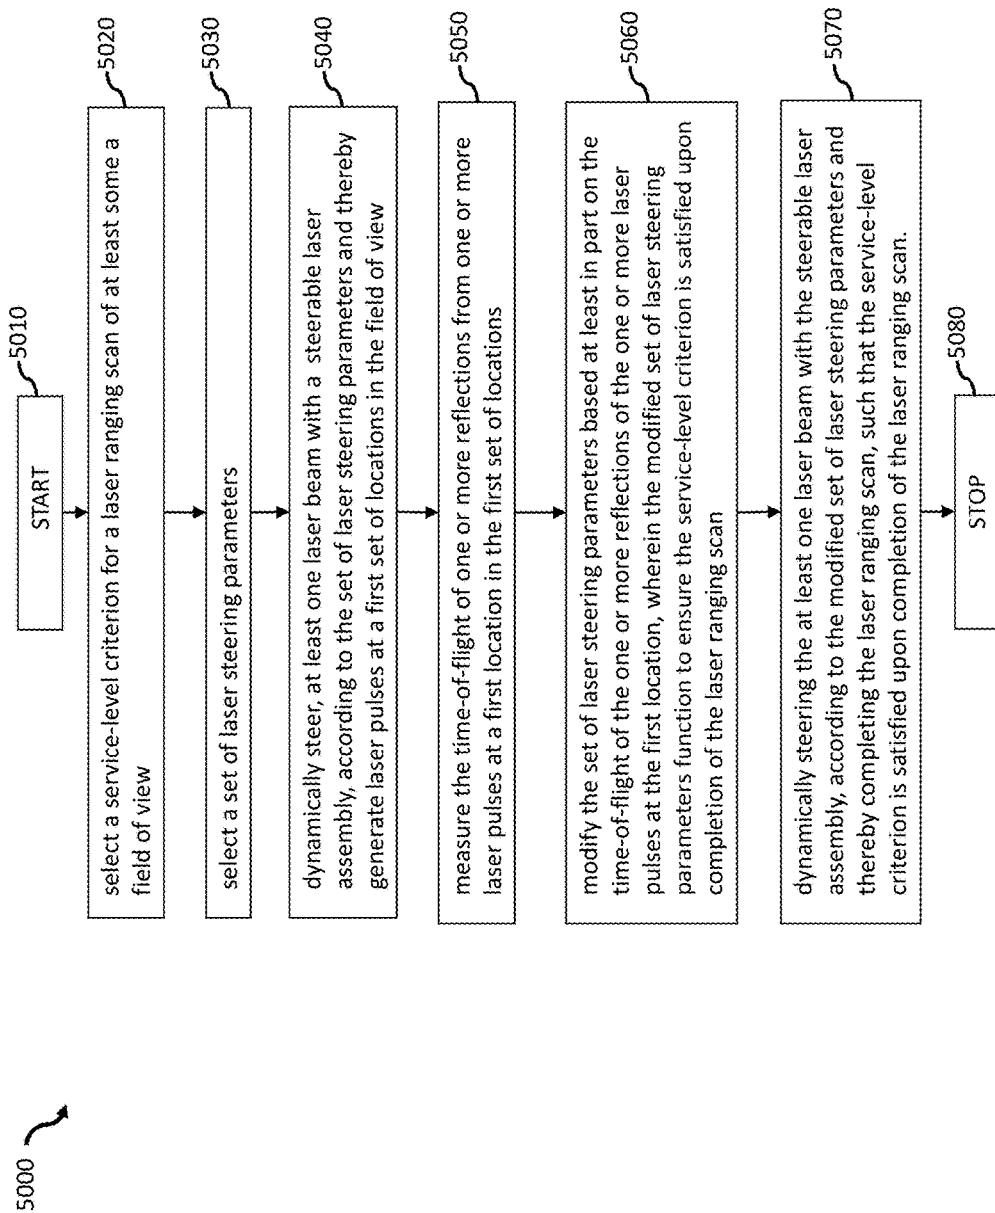 5000
START
5010
select a service-level criterion for a laser ranging scan of at least some a
field of view
5020
select a set of laser steering parameters
5030
dynamically steer, at least one laser beam with a steerable laser
assembly, according to the set of laser steering parameters and thereby
generate laser pulses at a first set of locations in the field of view
5040
measure the time-of-flight of one or more reflections from one or more
laser pulses at a first location in the first set of locations
5050
modify the set of laser steering parameters based at least in part on the
time-of-flight of the one or more reflections of the one or more laser
pulses at the first location, wherein the modified set of laser steering
parameters function to ensure the service-level criterion is satisfied upon
completion of the laser ranging scan
5060
dynamically steering the at least one laser beam with the steerable laser
assembly, according to the modified set of laser steering parameters and
thereby completing the laser ranging scan, such that the service-level
criterion is satisfied upon completion of the laser ranging scan.
5070
STOP
5080